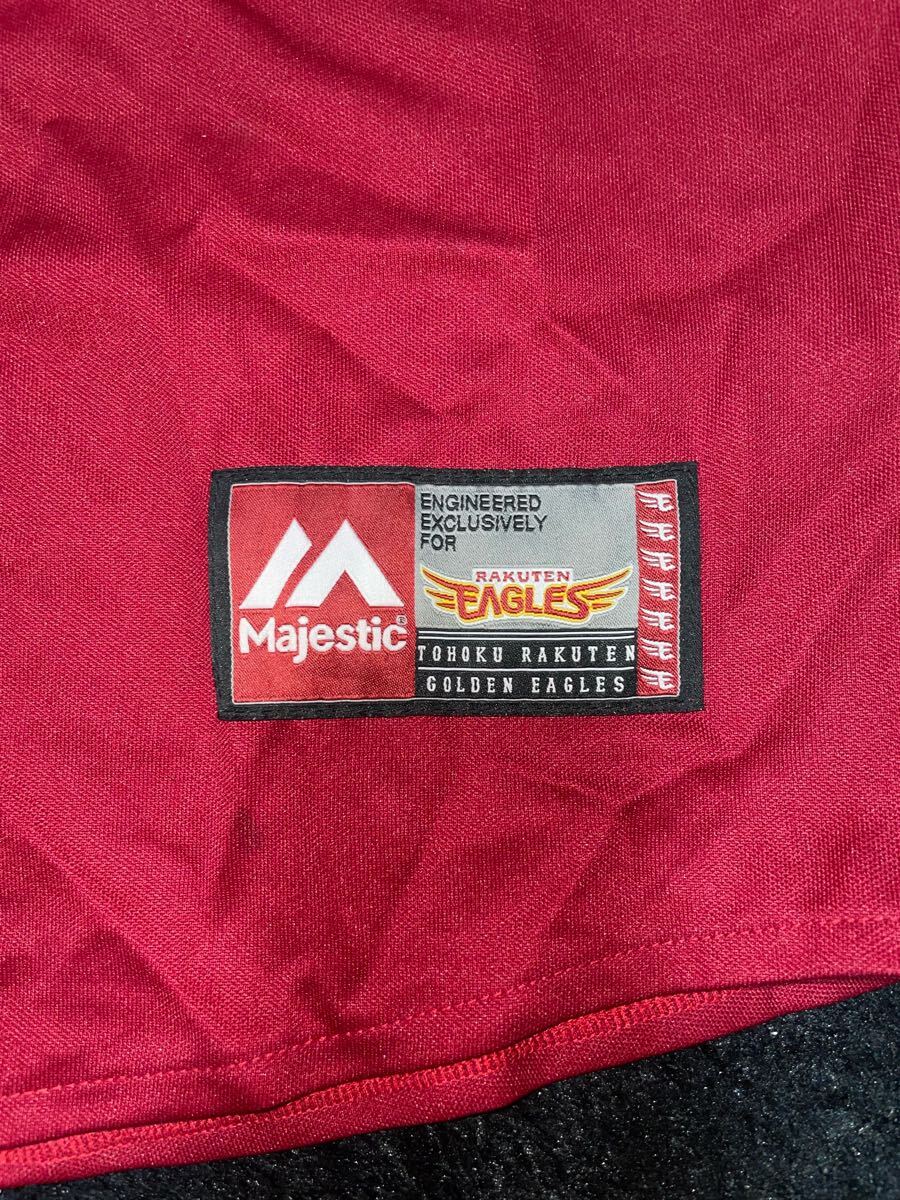 Majestic®
ENGINEERED
EXCLUSIVELY
FOR
RAKUTEN
EAGLES
TOHOKU RAKUTEN
GOLDEN EAGLES
E
E
E
E
E
E
E